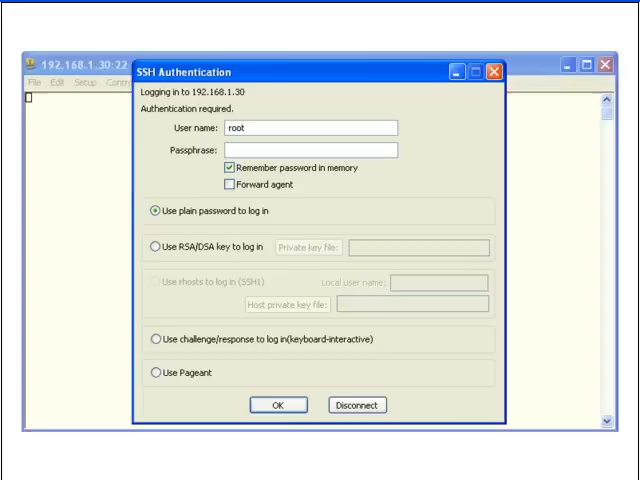 192.168.1.30:22
File Edit Setup
SSH Authentication
Logging in to 192.168.1.30
Authentication required.
User name: root
Passphrase:
Remember password in memory
Forward agent
Use plain password to log in
Use RSA/DSA key to log in Private key file:
Use rhosts to log in (SSH1) Local user name:
Host private key file:
Use challenge/response to log in(keyboard-interactive)
Use Pageant
OK Disconnect